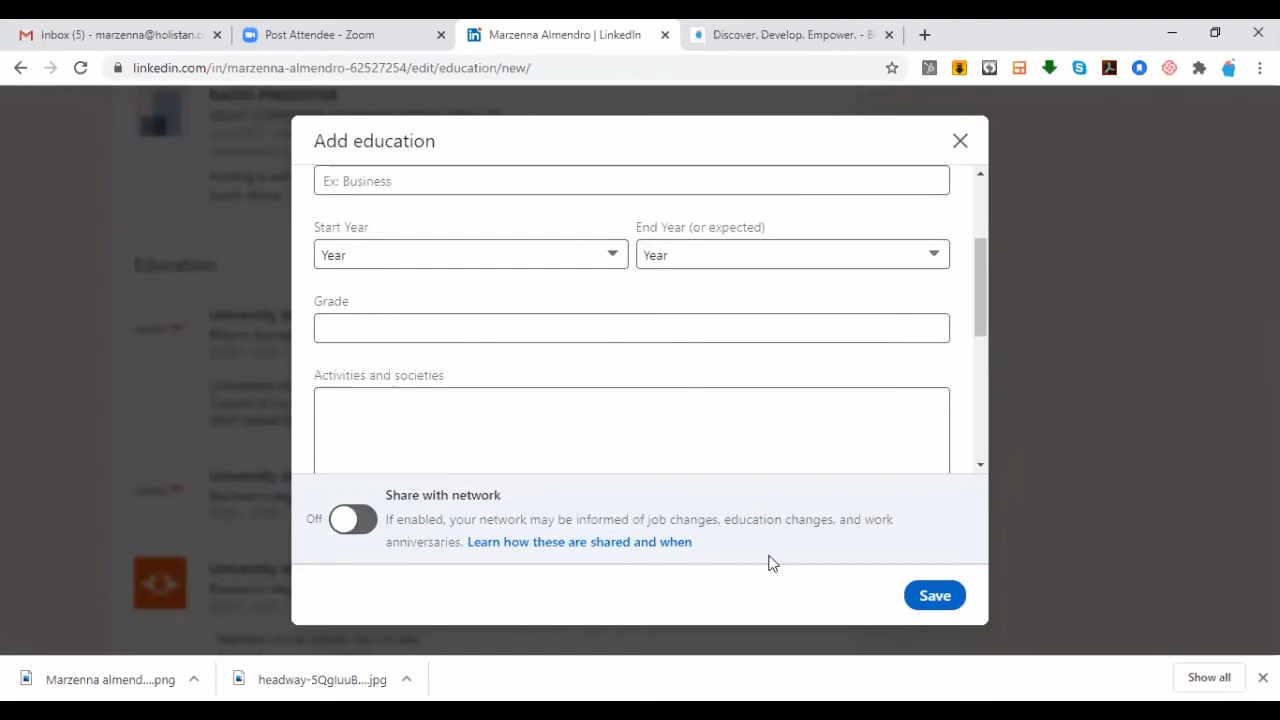 Inbox (5) - marzenna@holistan.c
Post Attendee - Zoom
Marzenna Almendro | LinkedIn
Discover. Develop. Empower. - B
linkedin.com/in/marzenna-almendro-62527254/edit/education/new/
Education
Add education
Ex: Business
Start Year
End Year (or expected)
Year
Year
Grade
Activities and societies
Off
Share with network
If enabled, your network may be informed of job changes, education changes, and work
anniversaries. Learn how these are shared and when
Save
Marzenna almend....png
headway-5QgIuuB....jpg
Show all